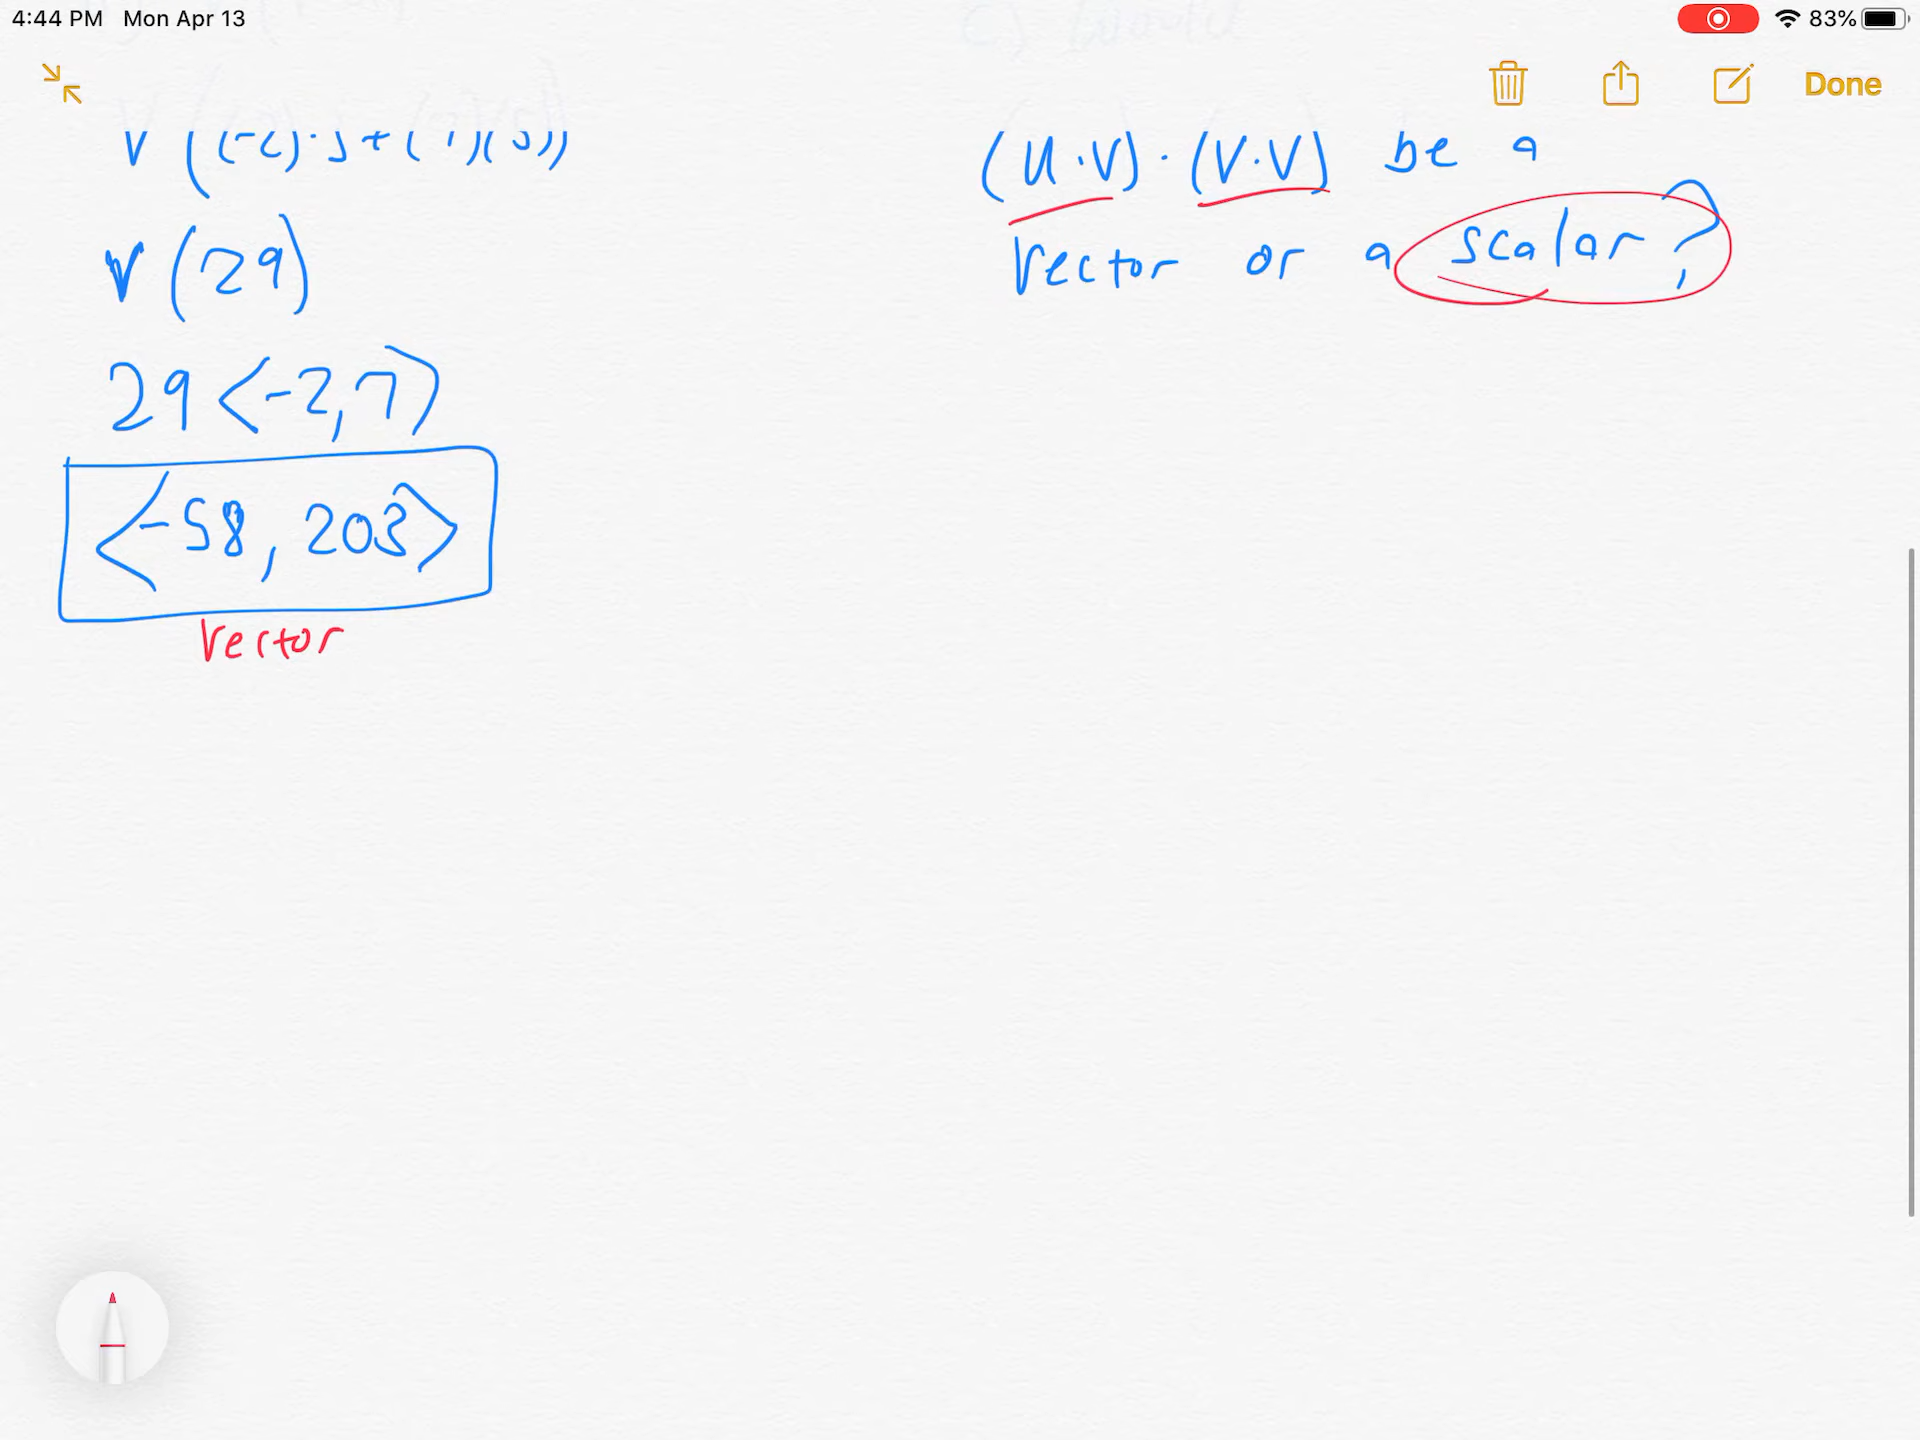 4:44 PM Mon Apr 13
83%
Done
V(29)
29<-2,7>
<-58, 203>
Vector
(U·V)·(V·V) be a
Vector or a scalar?